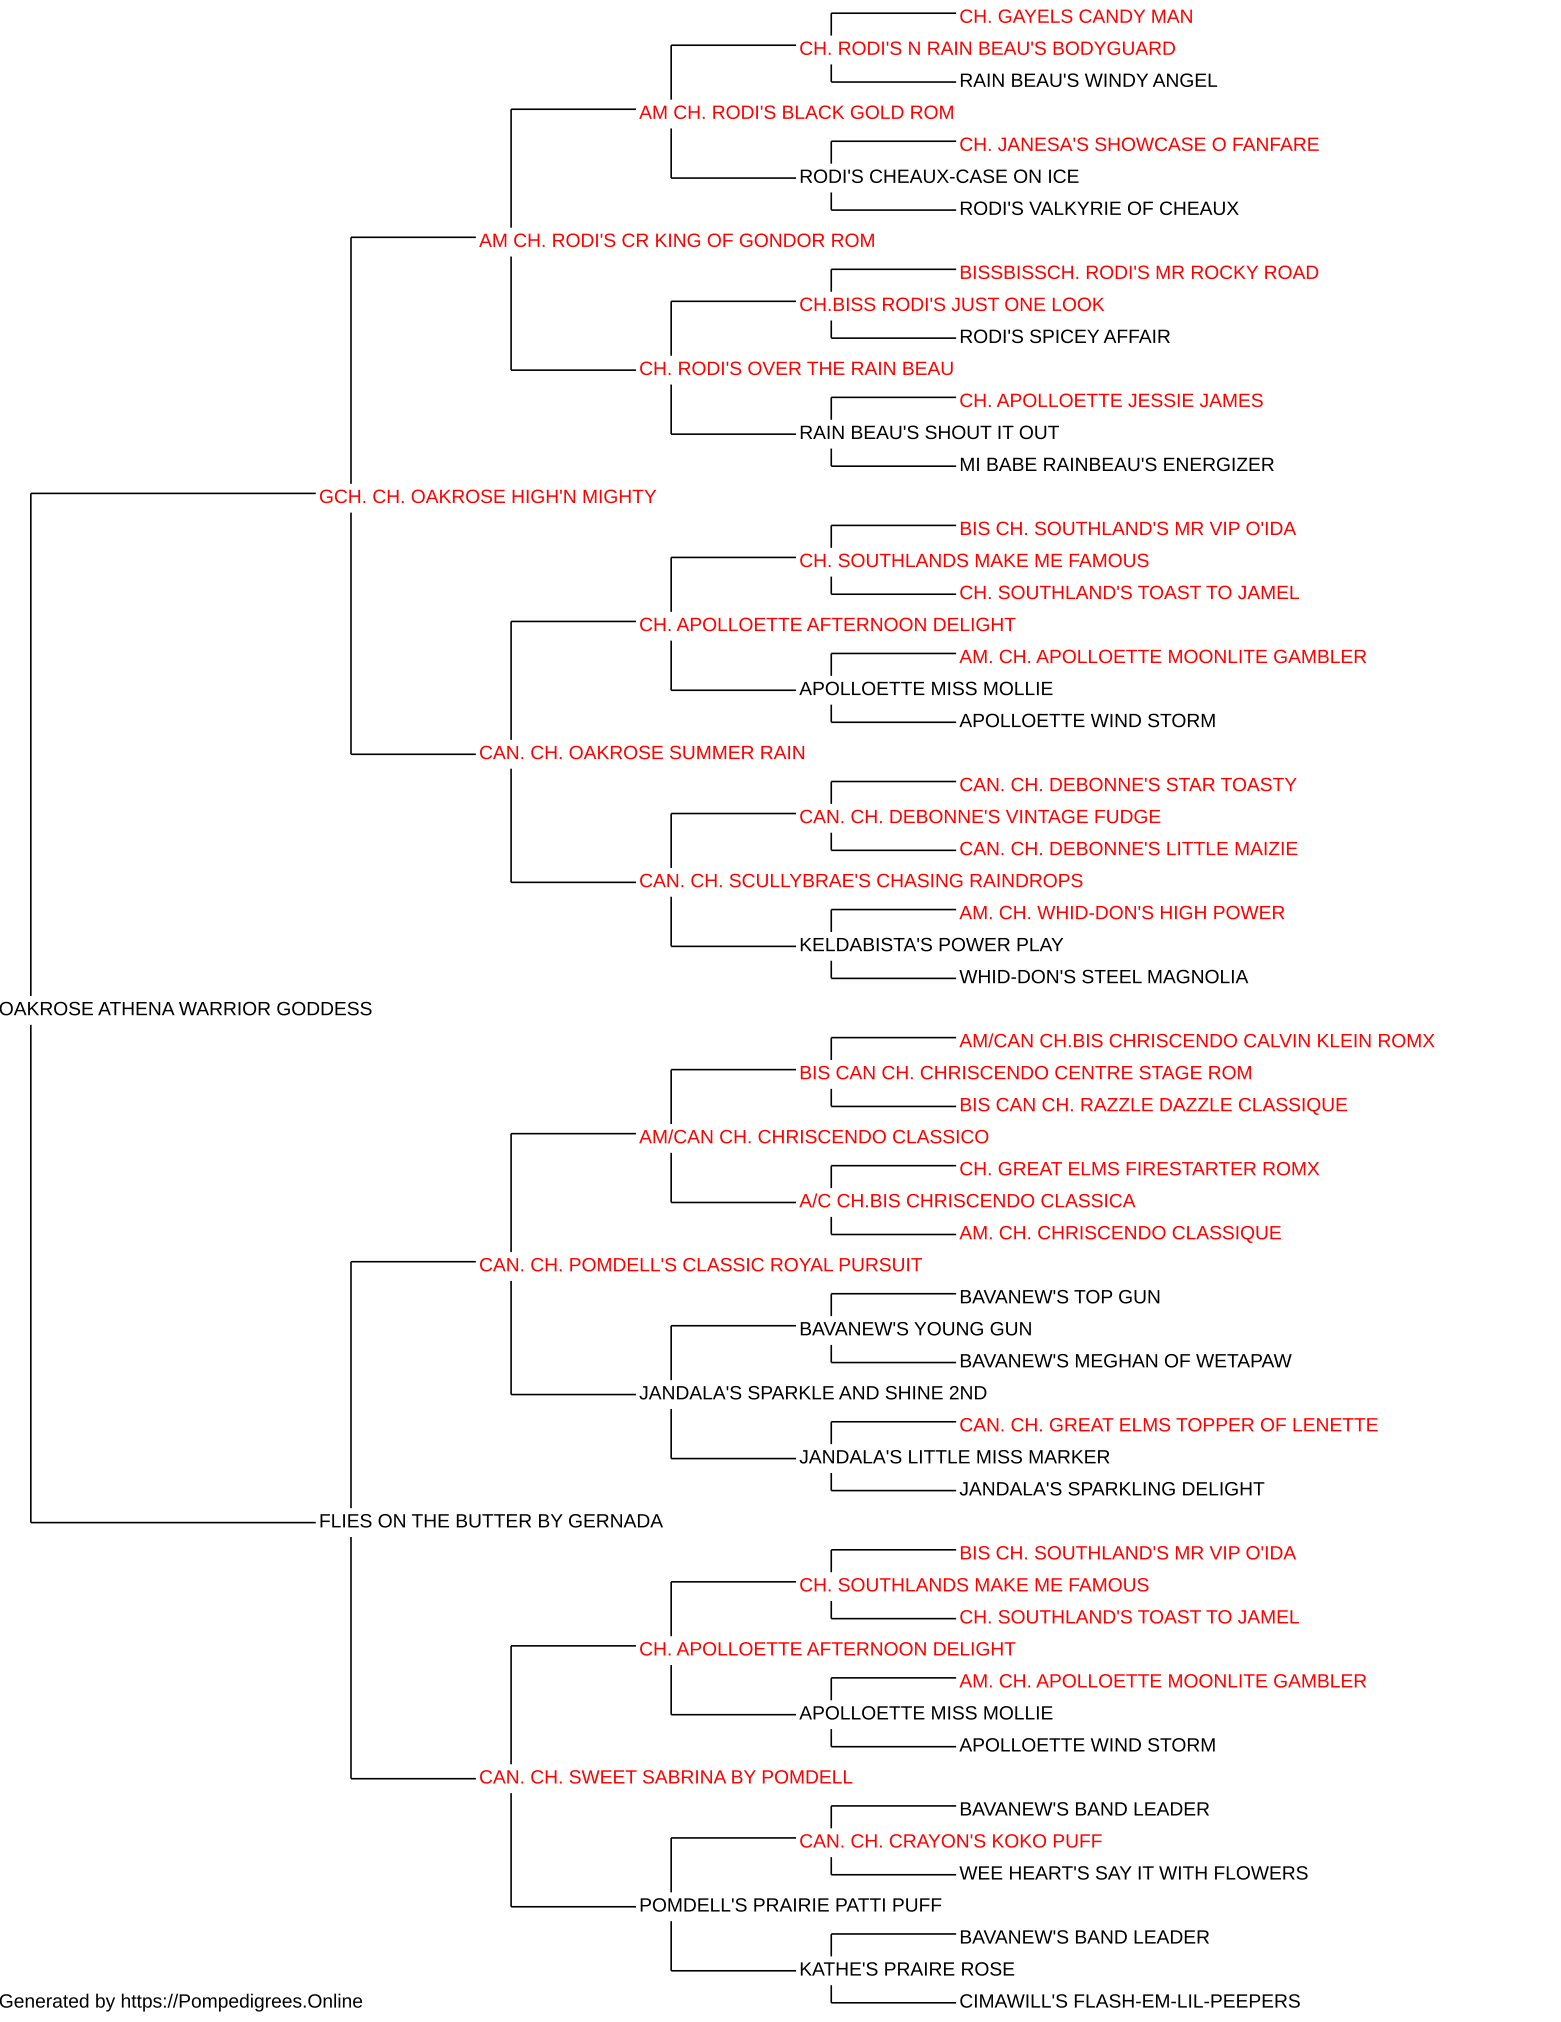 CH. GAYELS CANDY MAN
CH. RODI'S N RAIN BEAU'S BODYGUARD
RAIN BEAU'S WINDY ANGEL
AM CH. RODI'S BLACK GOLD ROM
CH. JANESA'S SHOWCASE O FANFARE
RODI'S CHEAUX-CASE ON ICE
RODI'S VALKYRIE OF CHEAUX
AM CH. RODI'S CR KING OF GONDOR ROM
BISSBISSCH. RODI'S MR ROCKY ROAD
CH.BISS RODI'S JUST ONE LOOK
RODI'S SPICEY AFFAIR
CH. RODI'S OVER THE RAIN BEAU
CH. APOLLOETTE JESSIE JAMES
RAIN BEAU'S SHOUT IT OUT
MI BABE RAINBEAU'S ENERGIZER
GCH. CH. OAKROSE HIGH'N MIGHTY
BIS CH. SOUTHLAND'S MR VIP O'IDA
CH. SOUTHLANDS MAKE ME FAMOUS
CH. SOUTHLAND'S TOAST TO JAMEL
CH. APOLLOETTE AFTERNOON DELIGHT
AM. CH. APOLLOETTE MOONLITE GAMBLER
APOLLOETTE MISS MOLLIE
APOLLOETTE WIND STORM
CAN. CH. OAKROSE SUMMER RAIN
CAN. CH. DEBONNE'S STAR TOASTY
CAN. CH. DEBONNE'S VINTAGE FUDGE
CAN. CH. DEBONNE'S LITTLE MAIZIE
CAN. CH. SCULLYBRAE'S CHASING RAINDROPS
AM. CH. WHID-DON'S HIGH POWER
KELDABISTA'S POWER PLAY
WHID-DON'S STEEL MAGNOLIA
OAKROSE ATHENA WARRIOR GODDESS
AM/CAN CH.BIS CHRISCENDO CALVIN KLEIN ROMX
BIS CAN CH. CHRISCENDO CENTRE STAGE ROM
BIS CAN CH. RAZZLE DAZZLE CLASSIQUE
AM/CAN CH. CHRISCENDO CLASSICO
CH. GREAT ELMS FIRESTARTER ROMX
A/C CH.BIS CHRISCENDO CLASSICA
AM. CH. CHRISCENDO CLASSIQUE
CAN. CH. POMDELL'S CLASSIC ROYAL PURSUIT
BAVANEW'S TOP GUN
BAVANEW'S YOUNG GUN
BAVANEW'S MEGHAN OF WETAPAW
JANDALA'S SPARKLE AND SHINE 2ND
CAN. CH. GREAT ELMS TOPPER OF LENETTE
JANDALA'S LITTLE MISS MARKER
JANDALA'S SPARKLING DELIGHT
FLIES ON THE BUTTER BY GERNADA
BIS CH. SOUTHLAND'S MR VIP O'IDA
CH. SOUTHLANDS MAKE ME FAMOUS
CH. SOUTHLAND'S TOAST TO JAMEL
CH. APOLLOETTE AFTERNOON DELIGHT
AM. CH. APOLLOETTE MOONLITE GAMBLER
APOLLOETTE MISS MOLLIE
APOLLOETTE WIND STORM
CAN. CH. SWEET SABRINA BY POMDELL
BAVANEW'S BAND LEADER
CAN. CH. CRAYON'S KOKO PUFF
WEE HEART'S SAY IT WITH FLOWERS
POMDELL'S PRAIRIE PATTI PUFF
BAVANEW'S BAND LEADER
KATHE'S PRAIRE ROSE
CIMAWILL'S FLASH-EM-LIL-PEEPERS
Generated by https://Pompedigrees.Online